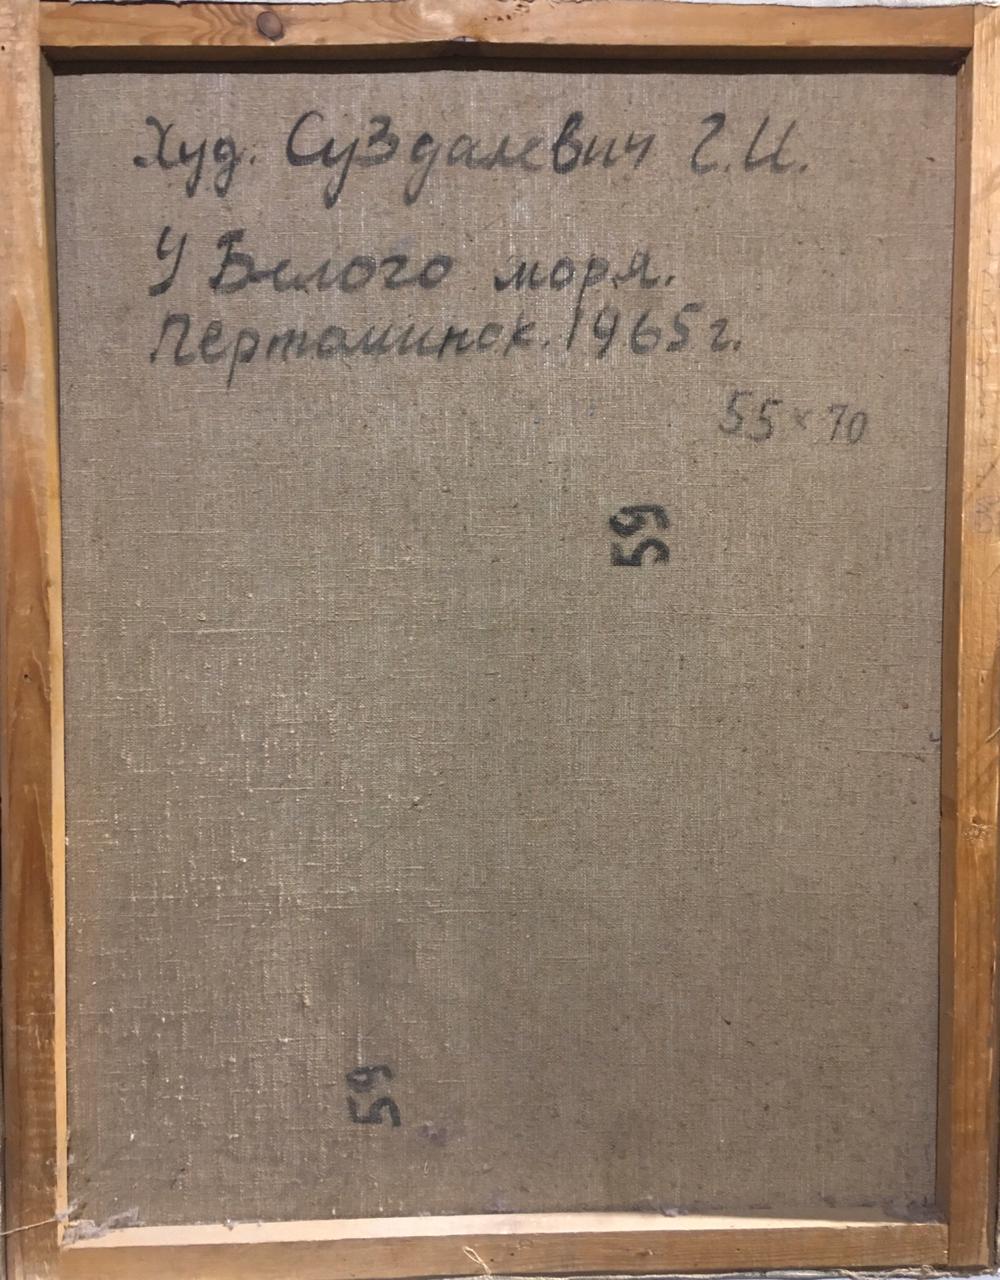 Худ. Суздалевич Г.И.
У Белого моря.
Пертоминск. 1965 г.
55 × 70
59
59